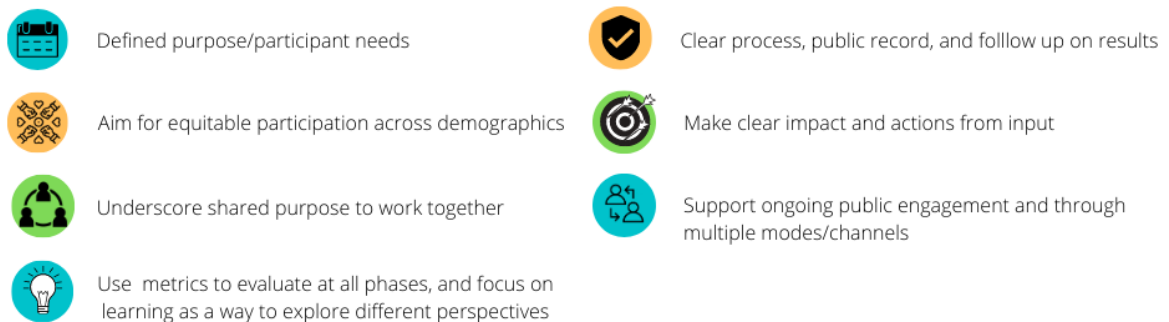 Defined purpose/participant needs
Aim for equitable participation across demographics
Underscore shared purpose to work together
Use metrics to evaluate at all phases, and focus on
learning as a way to explore different perspectives
Clear process, public record, and folllow up on results
Make clear impact and actions from input
Support ongoing public engagement and through
multiple modes/channels